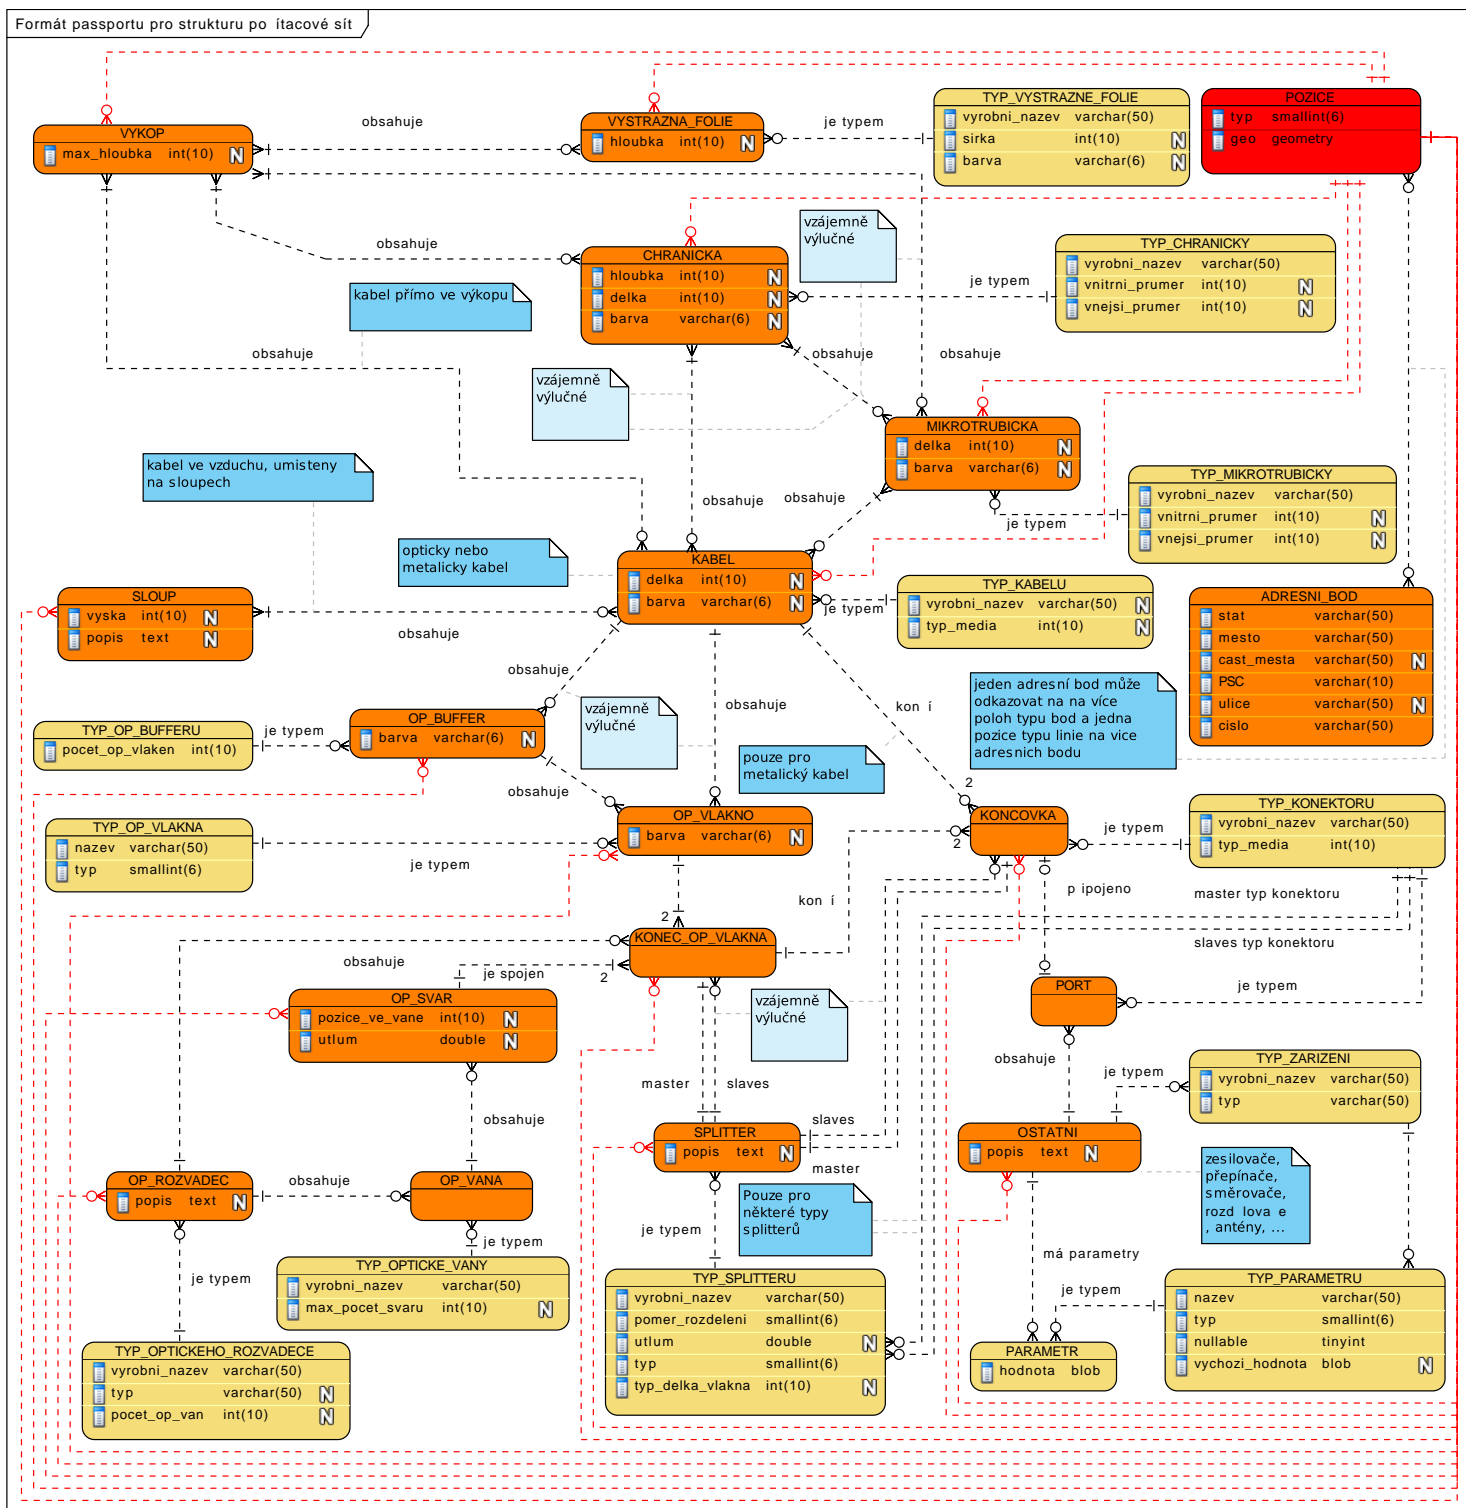 Formát passportu pro strukturu po ítacové sít
VYKOP
max_hloubka int(10) N
obsahuje
VYSTRAZNA_FOLIE
hloubka int(10) N
je typem
TYP_VYSTRAZNE_FOLIE
vyrobni_nazev varchar(50)
sirka int(10) N
barva varchar(6) N
POZICE
typ smallint(6)
geo geometry
obsahuje
CHRANICKA
hloubka int(10) N
delka int(10) N
barva varchar(6) N
vzájemně
výlučné
je typem
TYP_CHRANICKY
vyrobni_nazev varchar(50)
vnitrni_prumer int(10) N
vnejsi_prumer int(10) N
kabel přímo ve výkopu
obsahuje
obsahuje
obsahuje
vzájemně
výlučné
MIKROTRUBICKA
delka int(10) N
barva varchar(6) N
kabel ve vzduchu, umisteny
na sloupech
obsahuje
obsahuje
je typem
TYP_MIKROTRUBICKY
vyrobni_nazev varchar(50)
vnitrni_prumer int(10) N
vnejsi_prumer int(10) N
opticky nebo
metalicky kabel
KABEL
delka int(10) N
barva varchar(6) N
je typem
TYP_KABELU
vyrobni_nazev varchar(50) N
typ_media int(10) N
SLOUP
vyska int(10) N
popis text N
obsahuje
ADRESNI_BOD
stat varchar(50)
mesto varchar(50)
cast_mesta varchar(50) N
PSC varchar(10)
ulice varchar(50) N
cislo varchar(50)
obsahuje
obsahuje
kon í
jeden adresní bod může
odkazovat na na více
poloh typu bod a jedna
pozice typu linie na vice
adresnich bodu
TYP_OP_BUFFERU
pocet_op_vlaken int(10)
je typem
OP_BUFFER
barva varchar(6) N
vzájemně
výlučné
pouze pro
metalický kabel
obsahuje
2
TYP_OP_VLAKNA
nazev varchar(50)
typ smallint(6)
je typem
OP_VLAKNO
barva varchar(6) N
KONCOVKA
2
je typem
TYP_KONEKTORU
vyrobni_nazev varchar(50)
typ_media int(10)
kon í
p ipojeno
master typ konektoru
slaves typ konektoru
2
KONEC_OP_VLAKNA
obsahuje
je spojen
2
OP_SVAR
pozice_ve_vane int(10) N
utlum double N
vzájemně
výlučné
PORT
je typem
obsahuje
je typem
TYP_ZARIZENI
vyrobni_nazev varchar(50)
typ varchar(50)
master
slaves
obsahuje
SPLITTER
popis text N
slaves
master
OSTATNI
popis text N
zesilovače,
přepínače,
směrovače,
rozd lova e
, antény, ...
OP_ROZVADEC
popis text N
obsahuje
OP_VANA
Pouze pro
některé typy
splitterů
je typem
je typem
má parametry
je typem
TYP_OPTICKE_VANY
vyrobni_nazev varchar(50)
max_pocet_svaru int(10) N
je typem
TYP_SPLITTERU
vyrobni_nazev varchar(50)
pomer_rozdeleni smallint(6)
utlum double N
typ smallint(6)
typ_delka_vlakna int(10) N
TYP_PARAMETRU
nazev varchar(50)
typ smallint(6)
nullable tinyint
vychozi_hodnota blob N
PARAMETR
hodnota blob
TYP_OPTICKEHO_ROZVADECE
vyrobni_nazev varchar(50)
typ varchar(50) N
pocet_op_van int(10) N